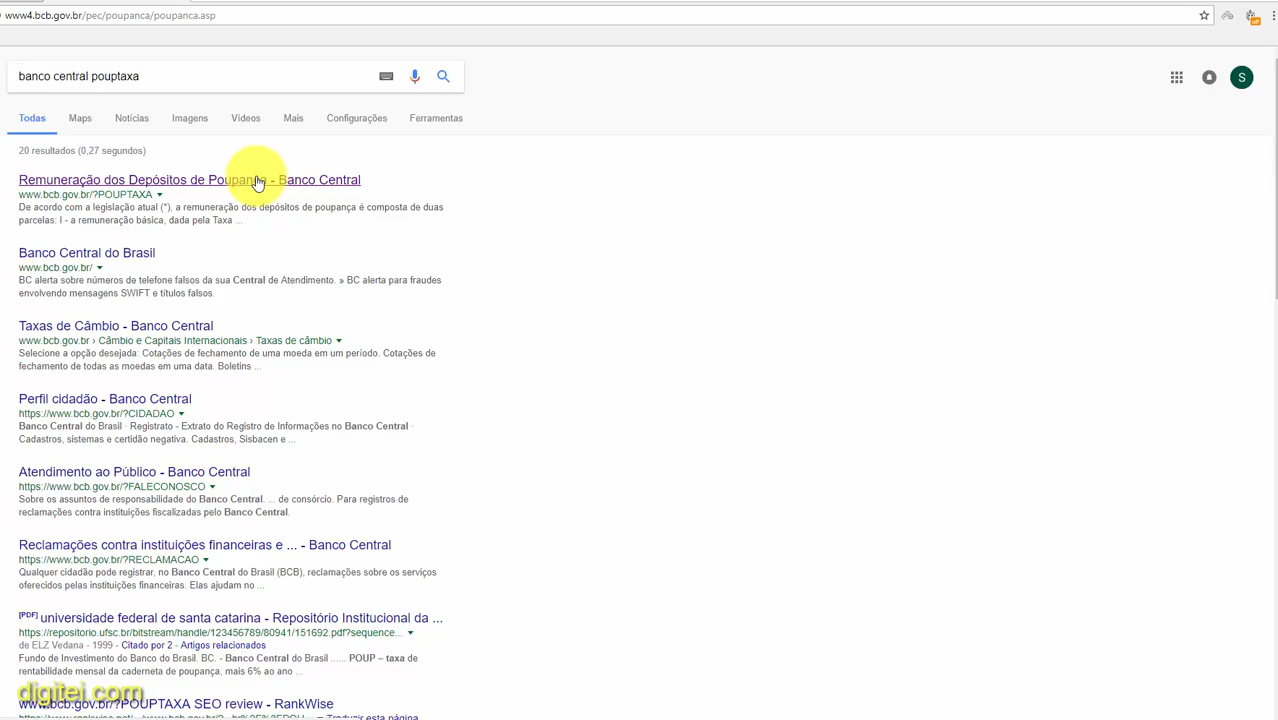 www4.bcb.gov.br/pec/poupanca/poupanca.asp
off
banco central pouptaxa
S
Todas Maps Notícias Imagens Vídeos Mais Configurações Ferramentas
20 resultados (0,27 segundos)
Remuneração dos Depósitos de Poupança - Banco Central
www.bcb.gov.br/?POUPTAXA
De acordo com a legislação atual (*), a remuneração dos depósitos de poupança é composta de duas
parcelas: I - a remuneração básica, dada pela Taxa ...
Banco Central do Brasil
www.bcb.gov.br/
BC alerta sobre números de telefone falsos da sua Central de Atendimento. » BC alerta para fraudes
envolvendo mensagens SWIFT e títulos falsos.
Taxas de Câmbio - Banco Central
www.bcb.gov.br › Câmbio e Capitais Internacionais › Taxas de câmbio
Selecione a opção desejada: Cotações de fechamento de uma moeda em um período. Cotações de
fechamento de todas as moedas em uma data. Boletins ...
Perfil cidadão - Banco Central
https://www.bcb.gov.br/?CIDADAO
Banco Central do Brasil · Registrato - Extrato do Registro de Informações no Banco Central ·
Cadastros, sistemas e certidão negativa. Cadastros, Sisbacen e ...
Atendimento ao Público - Banco Central
https://www.bcb.gov.br/?FALECONOSCO
Sobre os assuntos de responsabilidade do Banco Central. ... de consórcio. Para registros de
reclamações contra instituições fiscalizadas pelo Banco Central.
Reclamações contra instituições financeiras e ... - Banco Central
https://www.bcb.gov.br/?RECLAMACAO
Qualquer cidadão pode registrar, no Banco Central do Brasil (BCB), reclamações sobre os serviços
oferecidos pelas instituições financeiras. Elas ajudam no ...
[PDF] universidade federal de santa catarina - Repositório Institucional da ...
https://repositorio.ufsc.br/bitstream/handle/123456789/80941/151692.pdf?sequence...
de ELZ Vedana - 1999 - Citado por 2 - Artigos relacionados
Fundo de Investimento do Banco do Brasil. BC. - Banco Central do Brasil ...... POUP – taxa de
rentabilidade mensal da caderneta de poupança, mais 6% ao ano ...
digitei.com
www.bcb.gov.br/?POUPTAXA SEO review - RankWise
Traduzir esta página